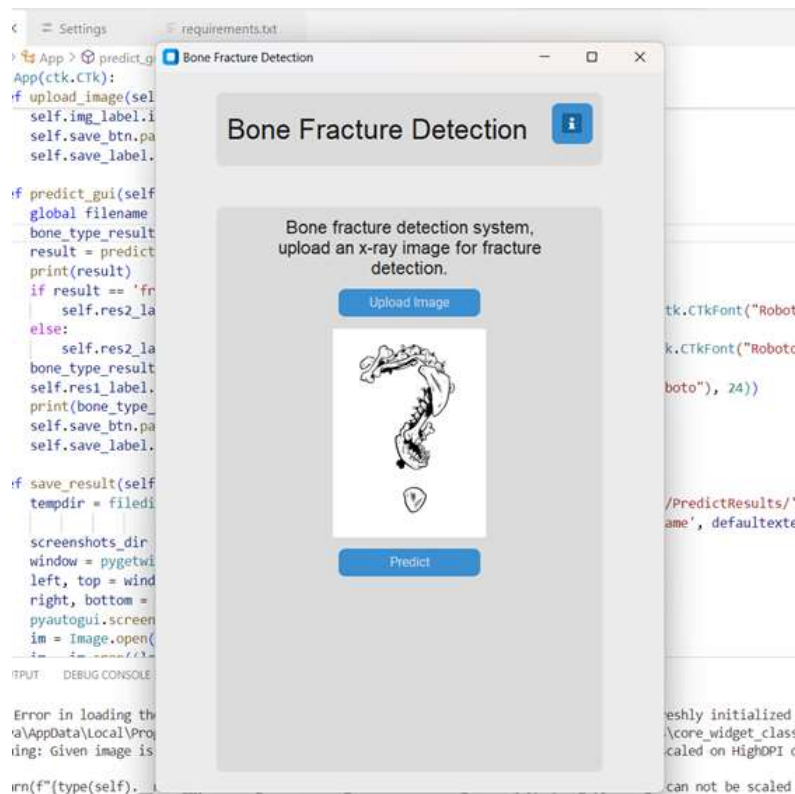 Settings
requirements.txt
App > predict_g
Bone Fracture Detection
App(ctk.CTk):
f upload_image(sel
self.img_label.i
self.save_btn.pa
self.save_label.
Bone Fracture Detection
i
f predict_gui(self
global filename
bone_type_result
result = predict
print(result)
if result == 'fr
self.res2_la
tk.CTkFont("Robot
else:
self.res2_la
k.CTkFont("Roboto
bone_type_result
self.res1_label.
boto"), 24))
print(bone_type_
self.save_btn.pa
self.save_label.
Bone fracture detection system,
upload an x-ray image for fracture
detection.
Upload Image
Predict
f save_result(self
tempdir = filedi
/PredictResults/'
ame', defaultexte
screenshots_dir
window = pygetwi
left, top = wind
right, bottom =
pyautogui.screen
im = Image.open(
TPUT
DEBUG CONSOLE
Error in loading th
eshly initialized
a\AppData\Local\Pro
\core_widget_class
ing: Given image is
caled on HighDPI
rn(f"{type(self).
can not be scaled